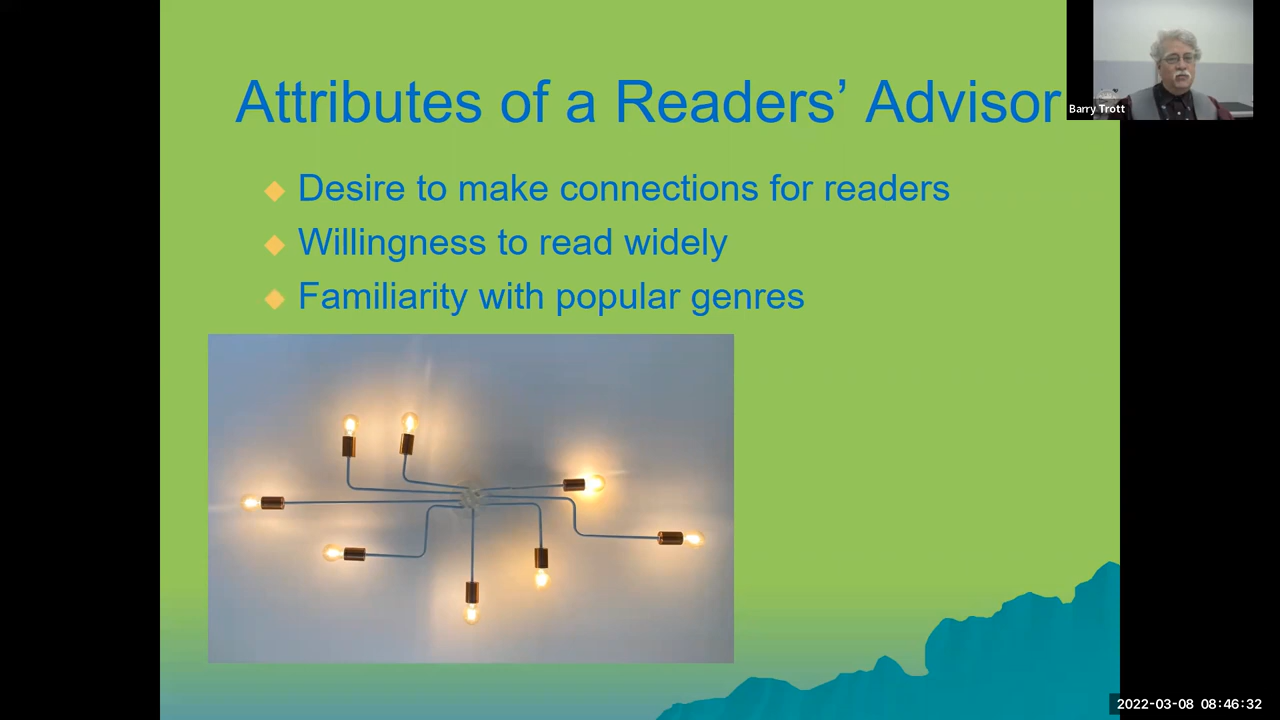 Attributes of a Readers’ Advisor
Barry Trott
Desire to make connections for readers
Willingness to read widely
Familiarity with popular genres
2022-03-08 08:46:32